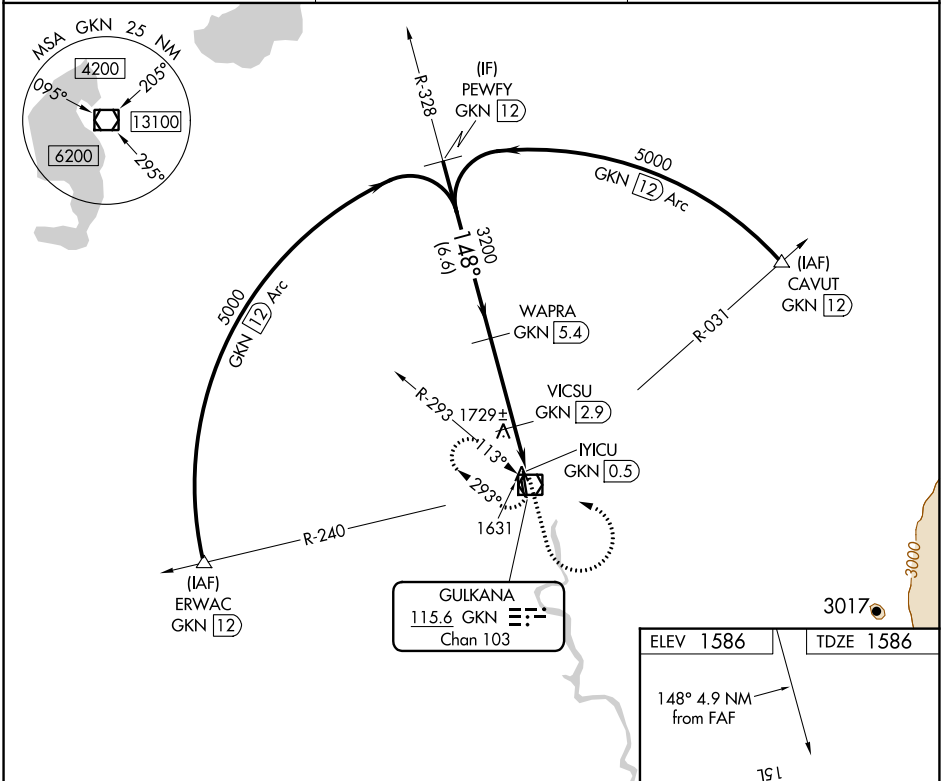 MSA GKN 25 NM
4200
095°
205°
13100
6200
295°
R-328
(IF)
PEWFY
GKN 12
5000
GKN 12 Arc
5000
GKN 12 Arc
3200
148°
(6.6)
(IAF)
CAVUT
GKN 12
R-031
WAPRA
GKN 5.4
VICSU
GKN 2.9
R-293
1729±
113°
IYICU
GKN 0.5
293°
1631
R-240
(IAF)
ERWAC
GKN 12
GULKANA
115.6 GKN
Chan 103
3000
3017
ELEV 1586
TDZE 1586
148° 4.9 NM
from FAF
15L